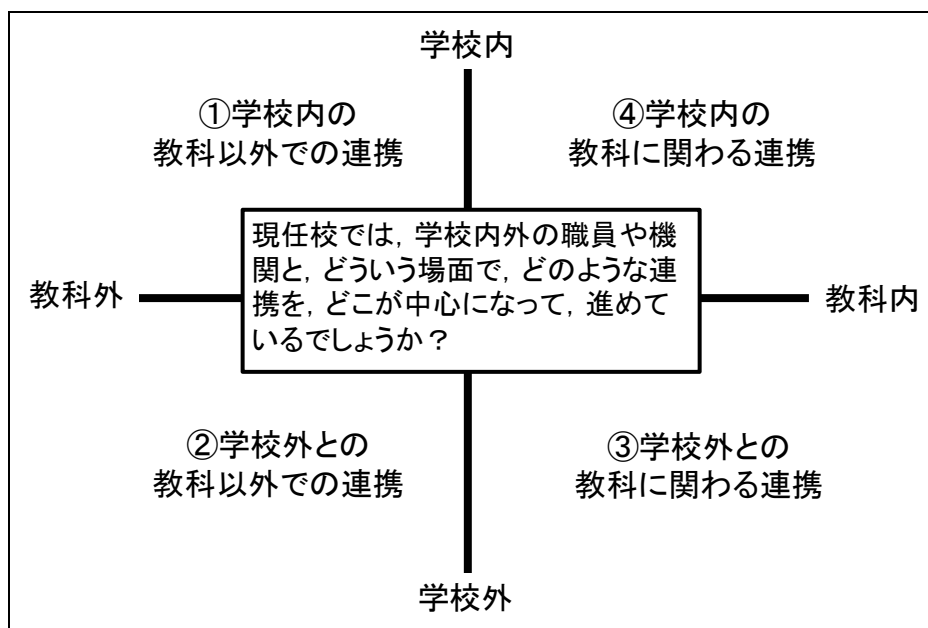 学校内
①学校内の
教科以外での連携
④学校内の
教科に関わる連携
現任校では，学校内外の職員や機
関と，どういう場面で，どのような連
携を，どこが中心になって，進めて
いるでしょうか？
教科外
教科内
②学校外との
教科以外での連携
③学校外との
教科に関わる連携
学校外